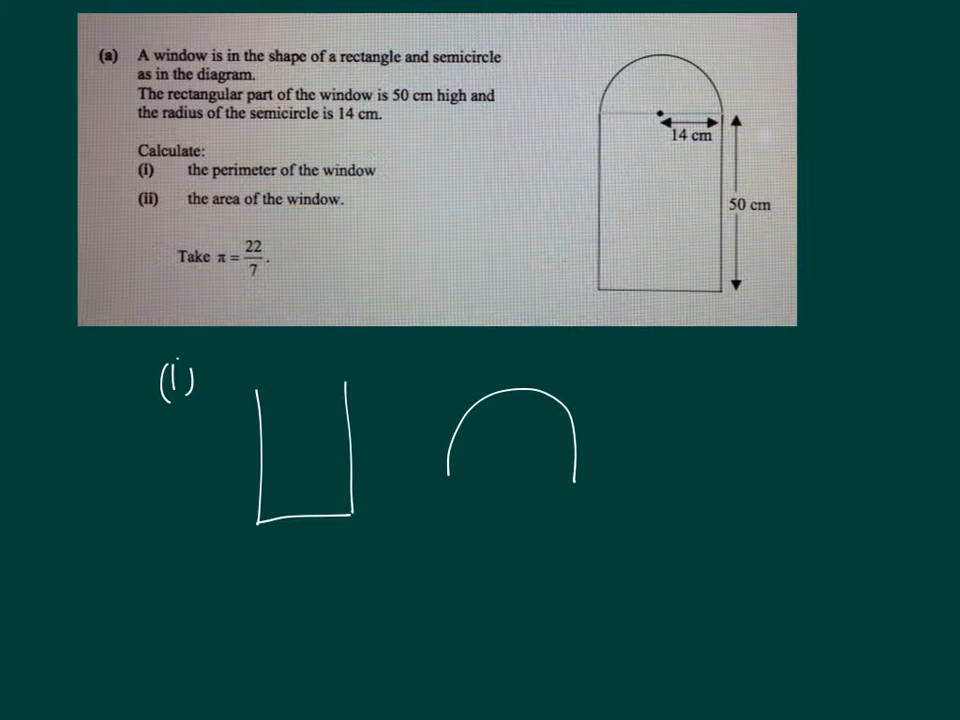 (a) A window is in the shape of a rectangle and semicircle
as in the diagram.
The rectangular part of the window is 50 cm high and
the radius of the semicircle is 14 cm.
Calculate:
(i) the perimeter of the window
(ii) the area of the window.
Take π = 22/7.
14 cm
50 cm
(i)